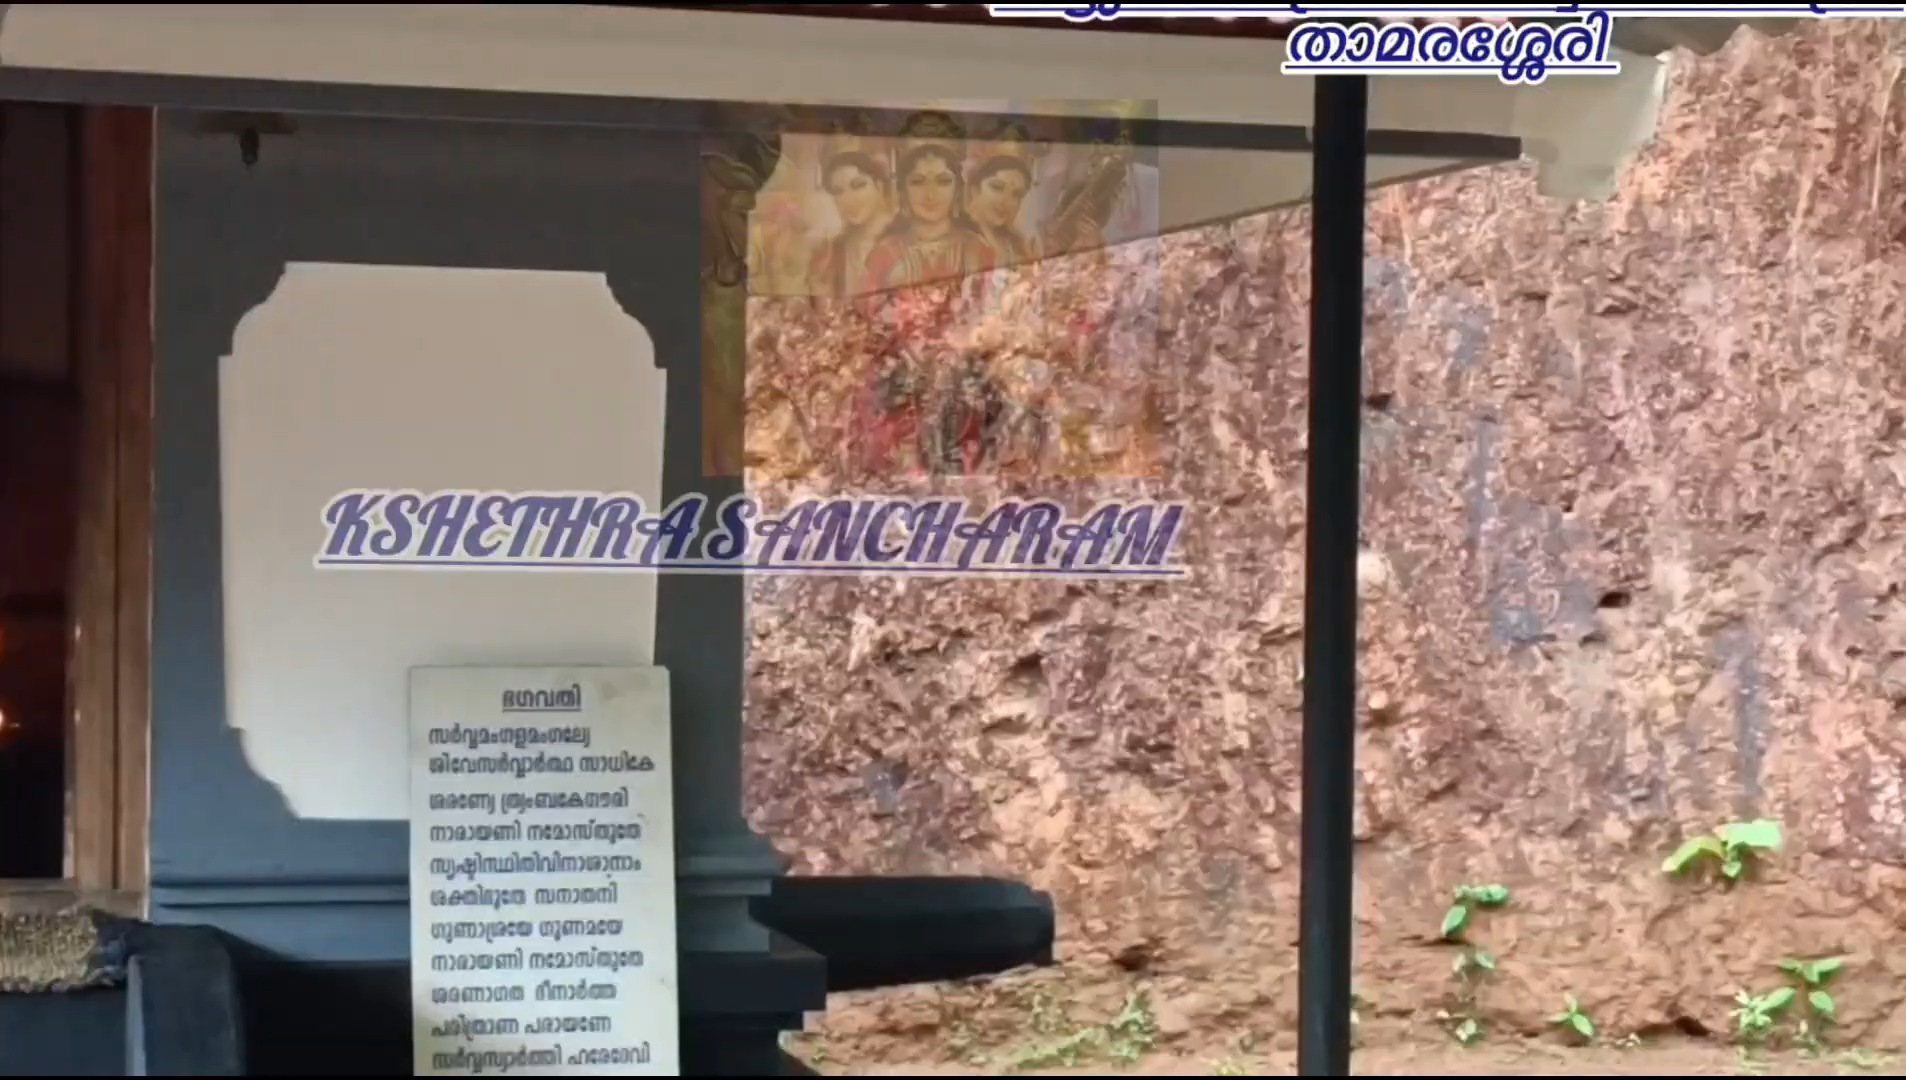 താമരശ്ശേരി
KSHETHRA SANCHARAM
ഭഗവതി
സർവ്വമംഗളമംഗല്യേ
ശിവേസർവ്വാർത്ഥ സാധികേ
ശരണ്യേ ത്ര്യംബകേഗൗരി
നാരായണി നമോസ്തുതേ
സൃഷ്ടിസ്ഥിതിവിനാശാനാം
ശക്തിഭൂതേ സനാതനി
ഗുണാശ്രയേ ഗുണമയേ
നാരായണി നമോസ്തുതേ
ശരണാഗത ദീനാർത്ത
പരിത്രാണ പരായണേ
സർവ്വസ്യാർത്തി ഹരേദേവി